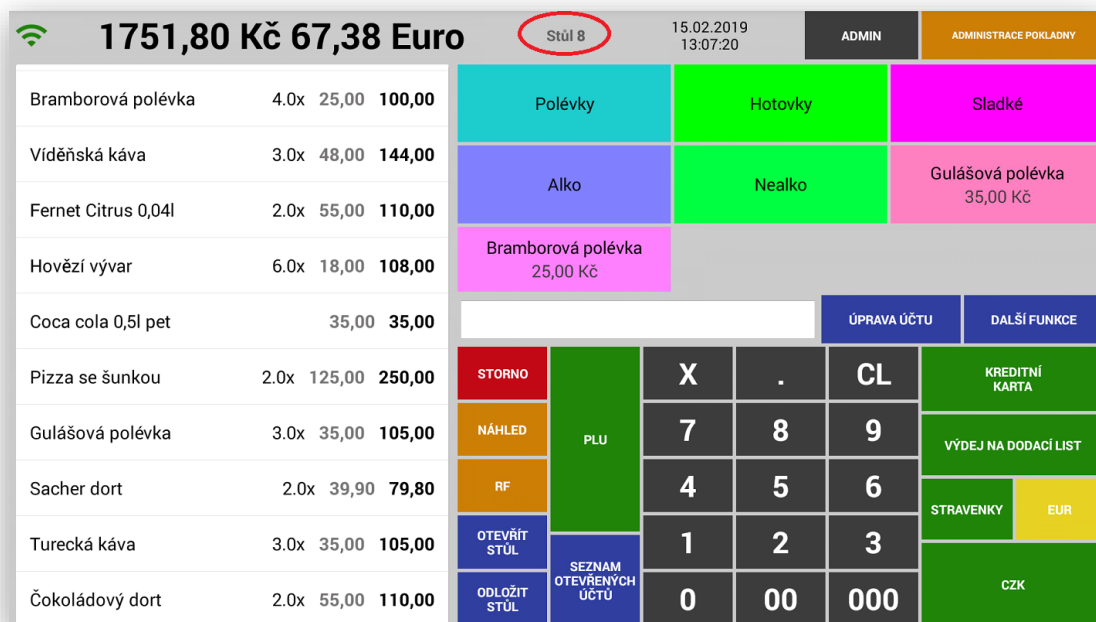 1751,80 Kč 67,38 Euro
Stůl 8
15.02.2019
13:07:20
ADMIN
ADMINISTRACE POKLADNY
Bramborová polévka 4.0x 25,00 100,00
Víděňská káva 3.0x 48,00 144,00
Fernet Citrus 0,04l 2.0x 55,00 110,00
Hovězí vývar 6.0x 18,00 108,00
Coca cola 0,5l pet 35,00 35,00
Pizza se šunkou 2.0x 125,00 250,00
Gulášová polévka 3.0x 35,00 105,00
Sacher dort 2.0x 39,90 79,80
Turecká káva 3.0x 35,00 105,00
Čokoládový dort 2.0x 55,00 110,00
Polévky
Hotovky
Sladké
Alko
Nealko
Gulášová polévka
35,00 Kč
Bramborová polévka
25,00 Kč
ÚPRAVA ÚČTU
DALŠÍ FUNKCE
STORNO
NÁHLED
RF
OTEVŘÍT
STŮL
ODLOŽIT
STŮL
PLU
SEZNAM
OTEVŘENÝCH
ÚČTŮ
X . CL
7 8 9
4 5 6
1 2 3
0 00 000
KREDITNÍ
KARTA
VÝDEJ NA DODACÍ LIST
STRAVENKY
EUR
CZK